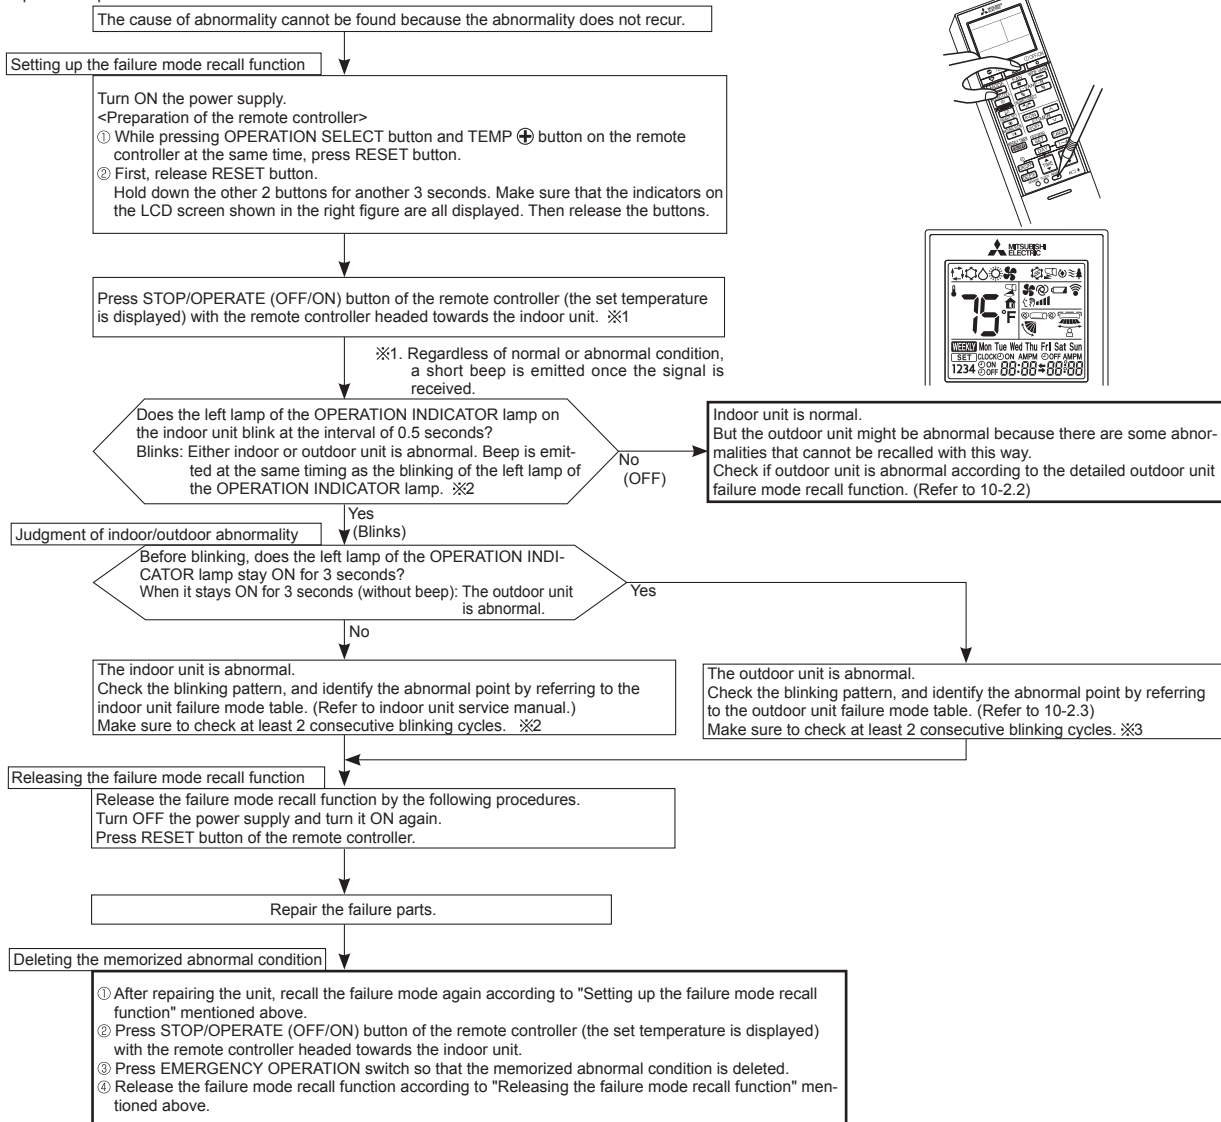 The cause of abnormality cannot be found because the abnormality does not recur.
Setting up the failure mode recall function
Turn ON the power supply.
<Preparation of the remote controller>
① While pressing OPERATION SELECT button and TEMP ⊕ button on the remote
controller at the same time, press RESET button.
② First, release RESET button.
Hold down the other 2 buttons for another 3 seconds. Make sure that the indicators on
the LCD screen shown in the right figure are all displayed. Then release the buttons.
MITSUBISHI
ELECTRIC
75°F
WEEKLY Mon Tue Wed Thu Fri Sat Sun
SET CLOCK ON AMPM OFF AMPM
1234 ON 88:88 88:88
OFF
Press STOP/OPERATE (OFF/ON) button of the remote controller (the set temperature
is displayed) with the remote controller headed towards the indoor unit. ※1
※1. Regardless of normal or abnormal condition,
a short beep is emitted once the signal is
received.
Does the left lamp of the OPERATION INDICATOR lamp on
the indoor unit blink at the interval of 0.5 seconds?
Blinks: Either indoor or outdoor unit is abnormal. Beep is emit-
ted at the same timing as the blinking of the left lamp of
the OPERATION INDICATOR lamp. ※2
No
(OFF)
Indoor unit is normal.
But the outdoor unit might be abnormal because there are some abnor-
malities that cannot be recalled with this way.
Check if outdoor unit is abnormal according to the detailed outdoor unit
failure mode recall function. (Refer to 10-2.2)
Yes
(Blinks)
Judgment of indoor/outdoor abnormality
Before blinking, does the left lamp of the OPERATION INDI-
CATOR lamp stay ON for 3 seconds?
When it stays ON for 3 seconds (without beep): The outdoor unit
is abnormal.
Yes
No
The indoor unit is abnormal.
Check the blinking pattern, and identify the abnormal point by referring to the
indoor unit failure mode table. (Refer to indoor unit service manual.)
Make sure to check at least 2 consecutive blinking cycles. ※2
The outdoor unit is abnormal.
Check the blinking pattern, and identify the abnormal point by referring
to the outdoor unit failure mode table. (Refer to 10-2.3)
Make sure to check at least 2 consecutive blinking cycles. ※3
Releasing the failure mode recall function
Release the failure mode recall function by the following procedures.
Turn OFF the power supply and turn it ON again.
Press RESET button of the remote controller.
Repair the failure parts.
Deleting the memorized abnormal condition
① After repairing the unit, recall the failure mode again according to "Setting up the failure mode recall
function" mentioned above.
② Press STOP/OPERATE (OFF/ON) button of the remote controller (the set temperature is displayed)
with the remote controller headed towards the indoor unit.
③ Press EMERGENCY OPERATION switch so that the memorized abnormal condition is deleted.
④ Release the failure mode recall function according to "Releasing the failure mode recall function" men-
tioned above.